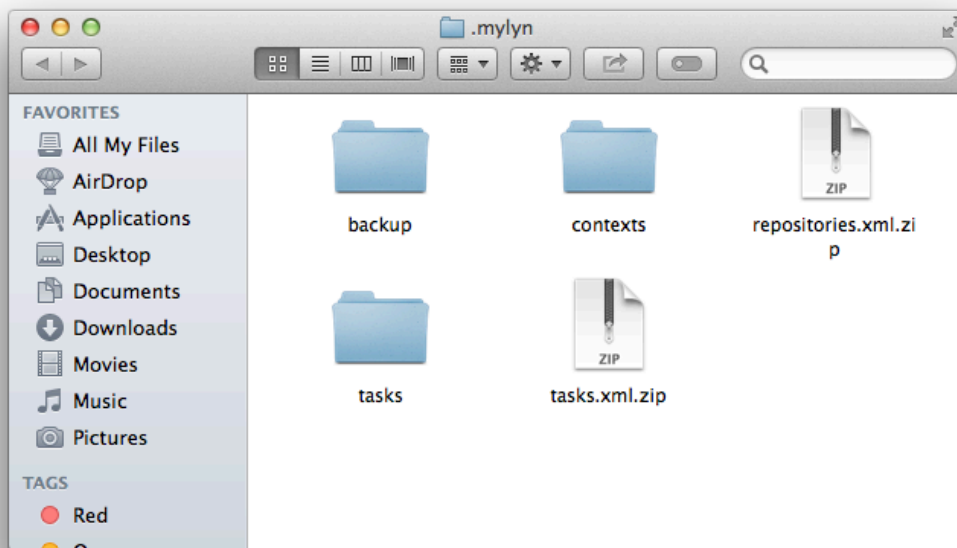 .mylyn
FAVORITES
All My Files
AirDrop
Applications
Desktop
Documents
Downloads
Movies
Music
Pictures
TAGS
Red
backup
contexts
ZIP
repositories.xml.zi
p
tasks
ZIP
tasks.xml.zip